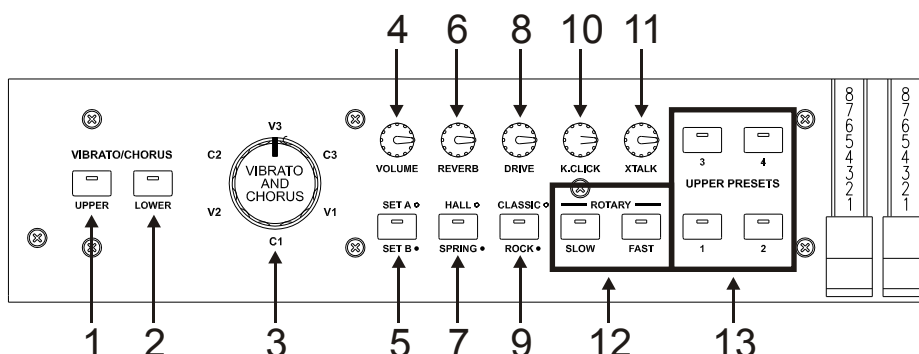 4 6 8 10 11
V3
C2 C3
VIBRATO/CHORUS
VIBRATO
AND
CHORUS
UPPER LOWER
V2 V1
C1
VOLUME REVERB DRIVE K.CLICK XTALK
3 4
UPPER PRESETS
SET A HALL CLASSIC ROTARY
SET B SPRING ROCK SLOW FAST
1 2
8 8
7 7
6 6
5 5
4 4
3 3
2 2
1 1
1 2 3 5 7 9 12 13